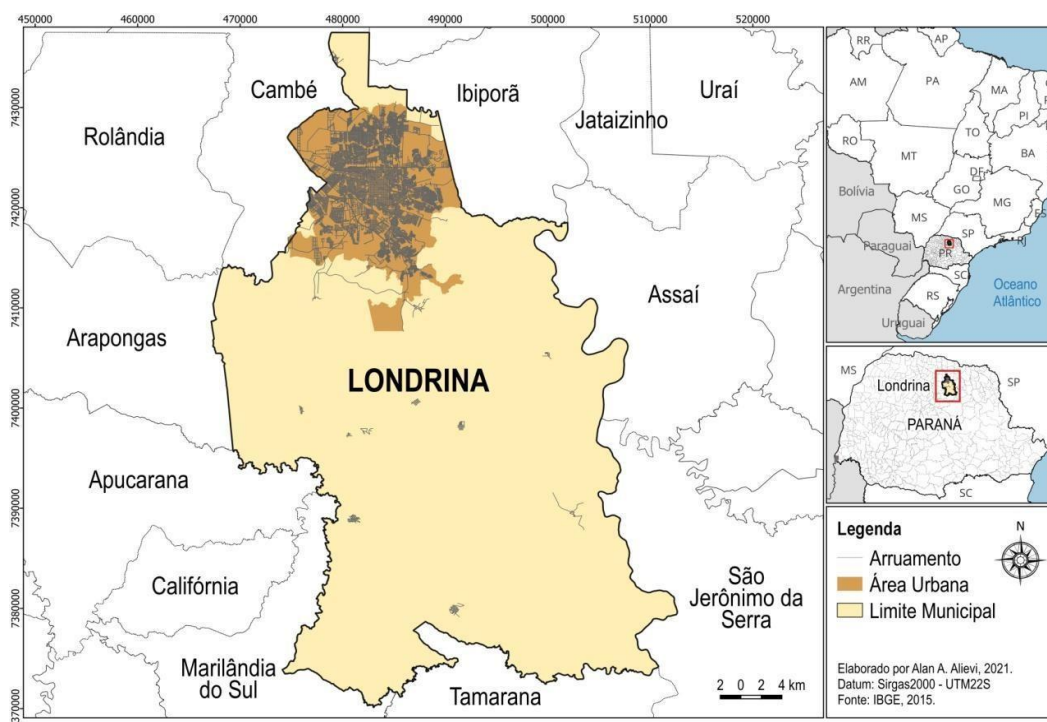 450000 460000 470000 480000 490000 500000 510000 520000
7430000
7420000
7410000
7400000
7390000
7380000
370000
Cambé
Ibiporã
Uraí
Rolândia
Jataizinho
Assaí
Arapongas
LONDRINA
Apucarana
Califórnia
São
Jerônimo da
Serra
Marilândia
do Sul
Tamarana
2 0 2 4 km
RR
AP
AM
PA
MA
PI
TO
RO
MT
BA
DF
GO
Bolívia
MG
ES
MS
SP
RJ
Paraguai
PR
SC
Argentina
RS
Oceano
Atlântico
Uruguai
MS
Londrina
SP
PARANÁ
SC
Legenda
N
Arruamento
Área Urbana
Limite Municipal
Elaborado por Alan A. Alievi, 2021.
Datum: Sirgas2000 - UTM22S
Fonte: IBGE, 2015.